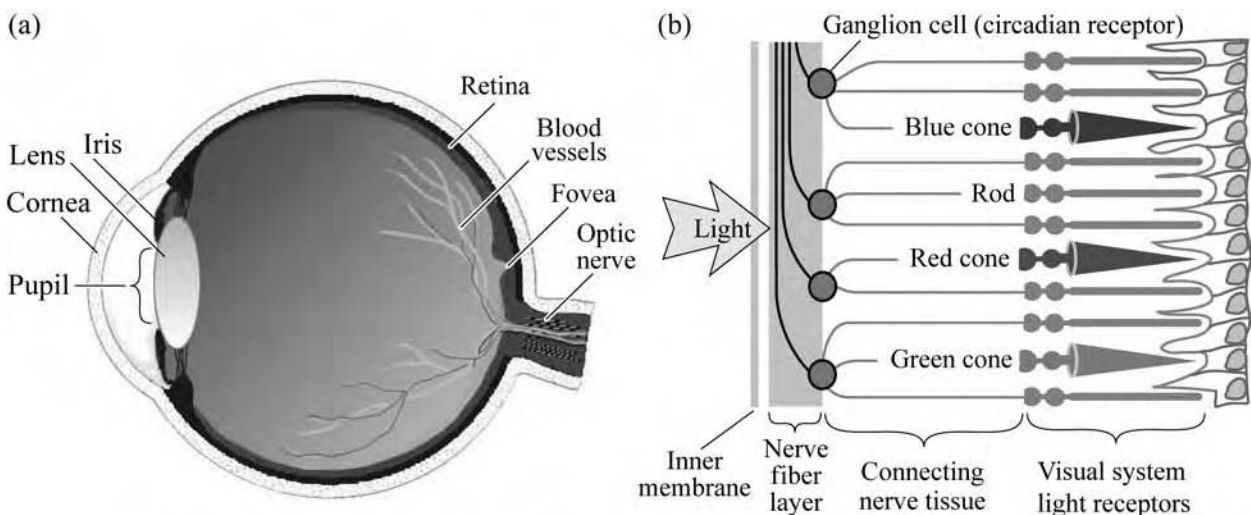 (a)
Retina
Blood
vessels
Iris
Lens
Cornea
Fovea
Optic
nerve
Pupil
(b)
Ganglion cell (circadian receptor)
Blue cone
Rod
Light
Red cone
Green cone
Inner
membrane
Nerve
fiber
layer
Connecting
nerve tissue
Visual system
light receptors